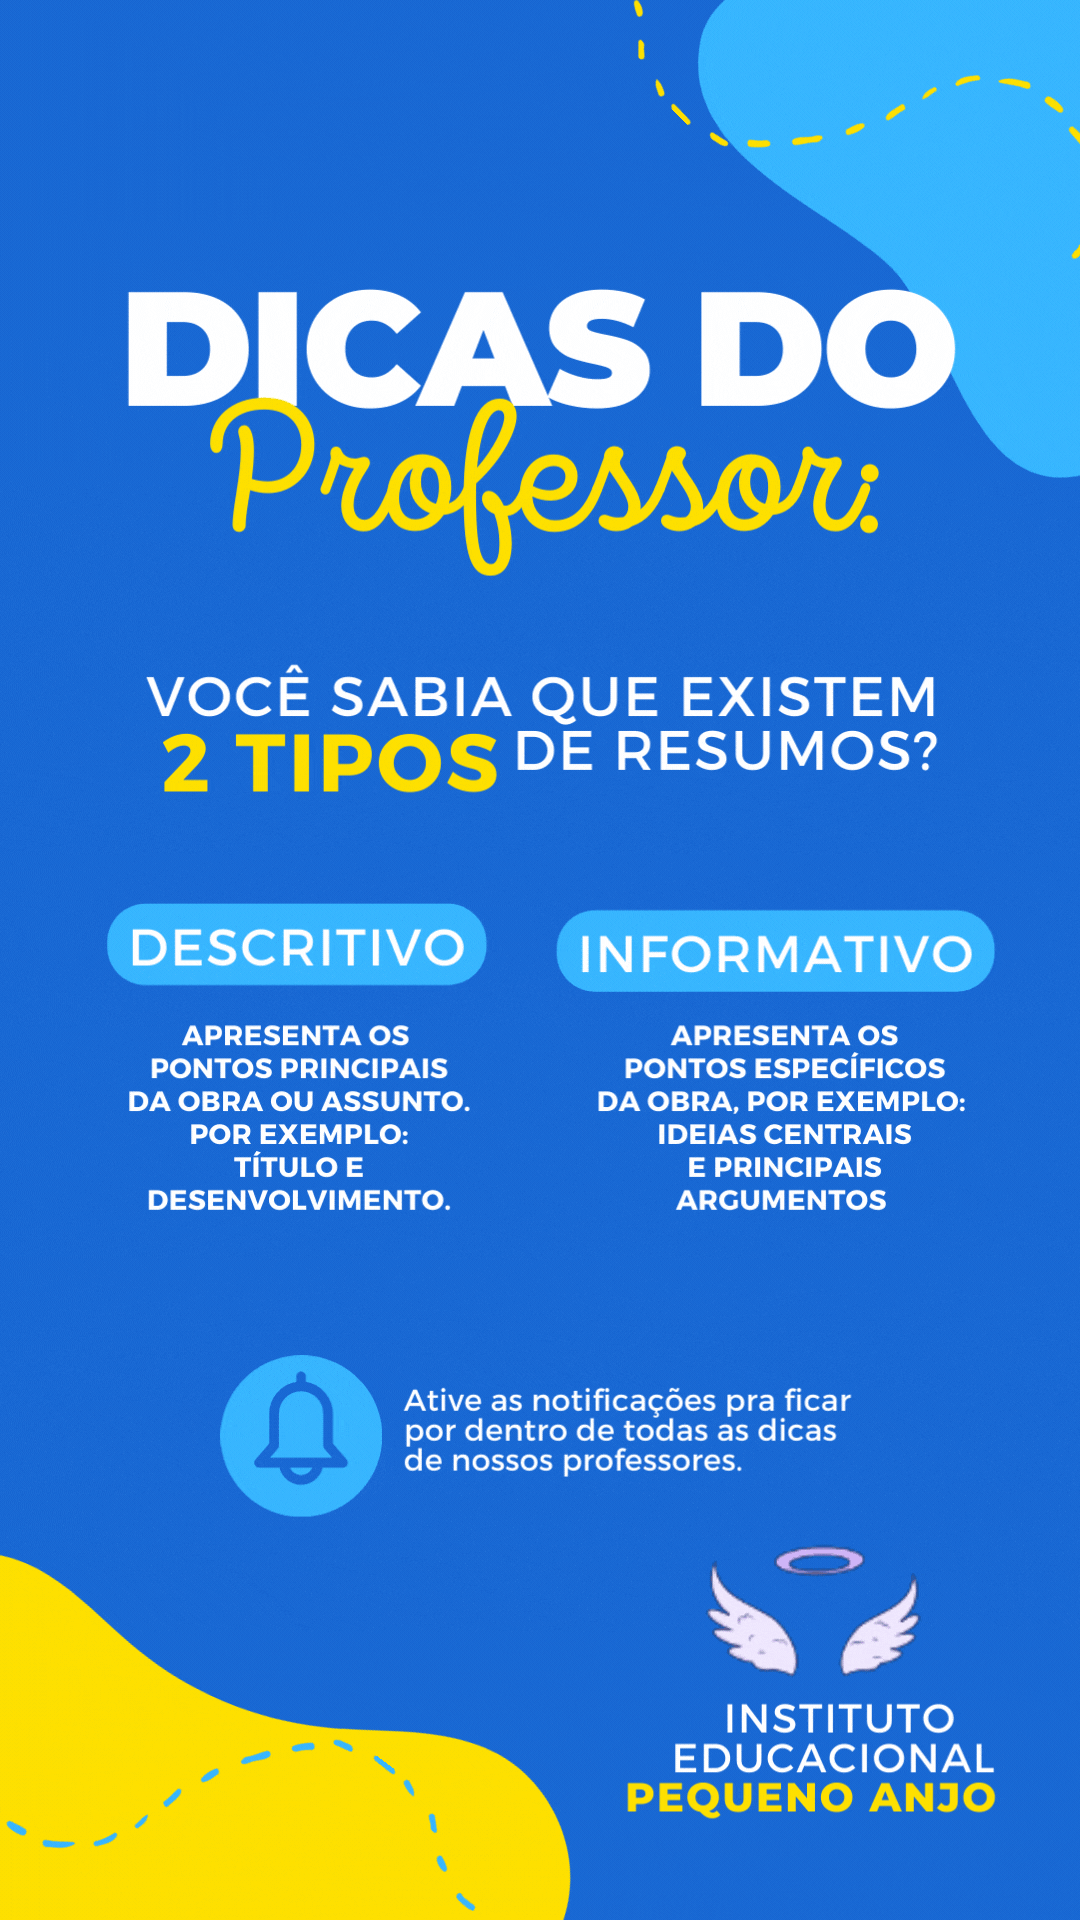 DICAS DO
Professor:
VOCÊ SABIA QUE EXISTEM
2 TIPOS DE RESUMOS?
DESCRITIVO
APRESENTA OS
PONTOS PRINCIPAIS
DA OBRA OU ASSUNTO.
POR EXEMPLO:
TÍTULO E
DESENVOLVIMENTO.
INFORMATIVO
APRESENTA OS
PONTOS ESPECÍFICOS
DA OBRA, POR EXEMPLO:
IDEIAS CENTRAIS
E PRINCIPAIS
ARGUMENTOS
Ative as notificações pra ficar
por dentro de todas as dicas
de nossos professores.
INSTITUTO
EDUCACIONAL
PEQUENO ANJO